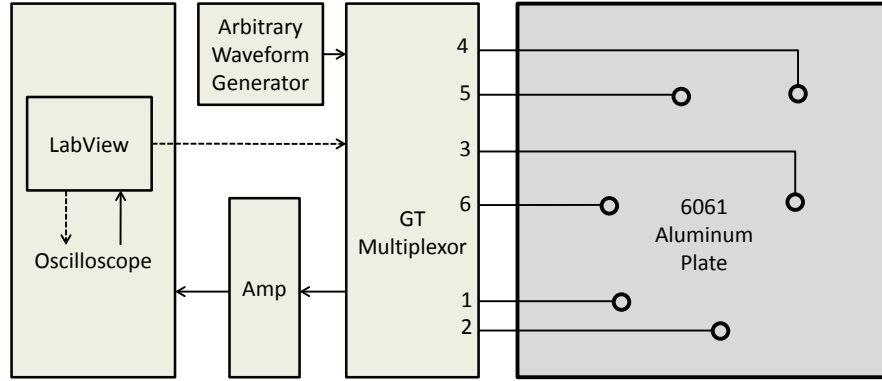 Arbitrary
Waveform
Generator
LabView
Oscilloscope
Amp
GT
Multiplexor
4
5
3
6
1
2
6061
Aluminum
Plate